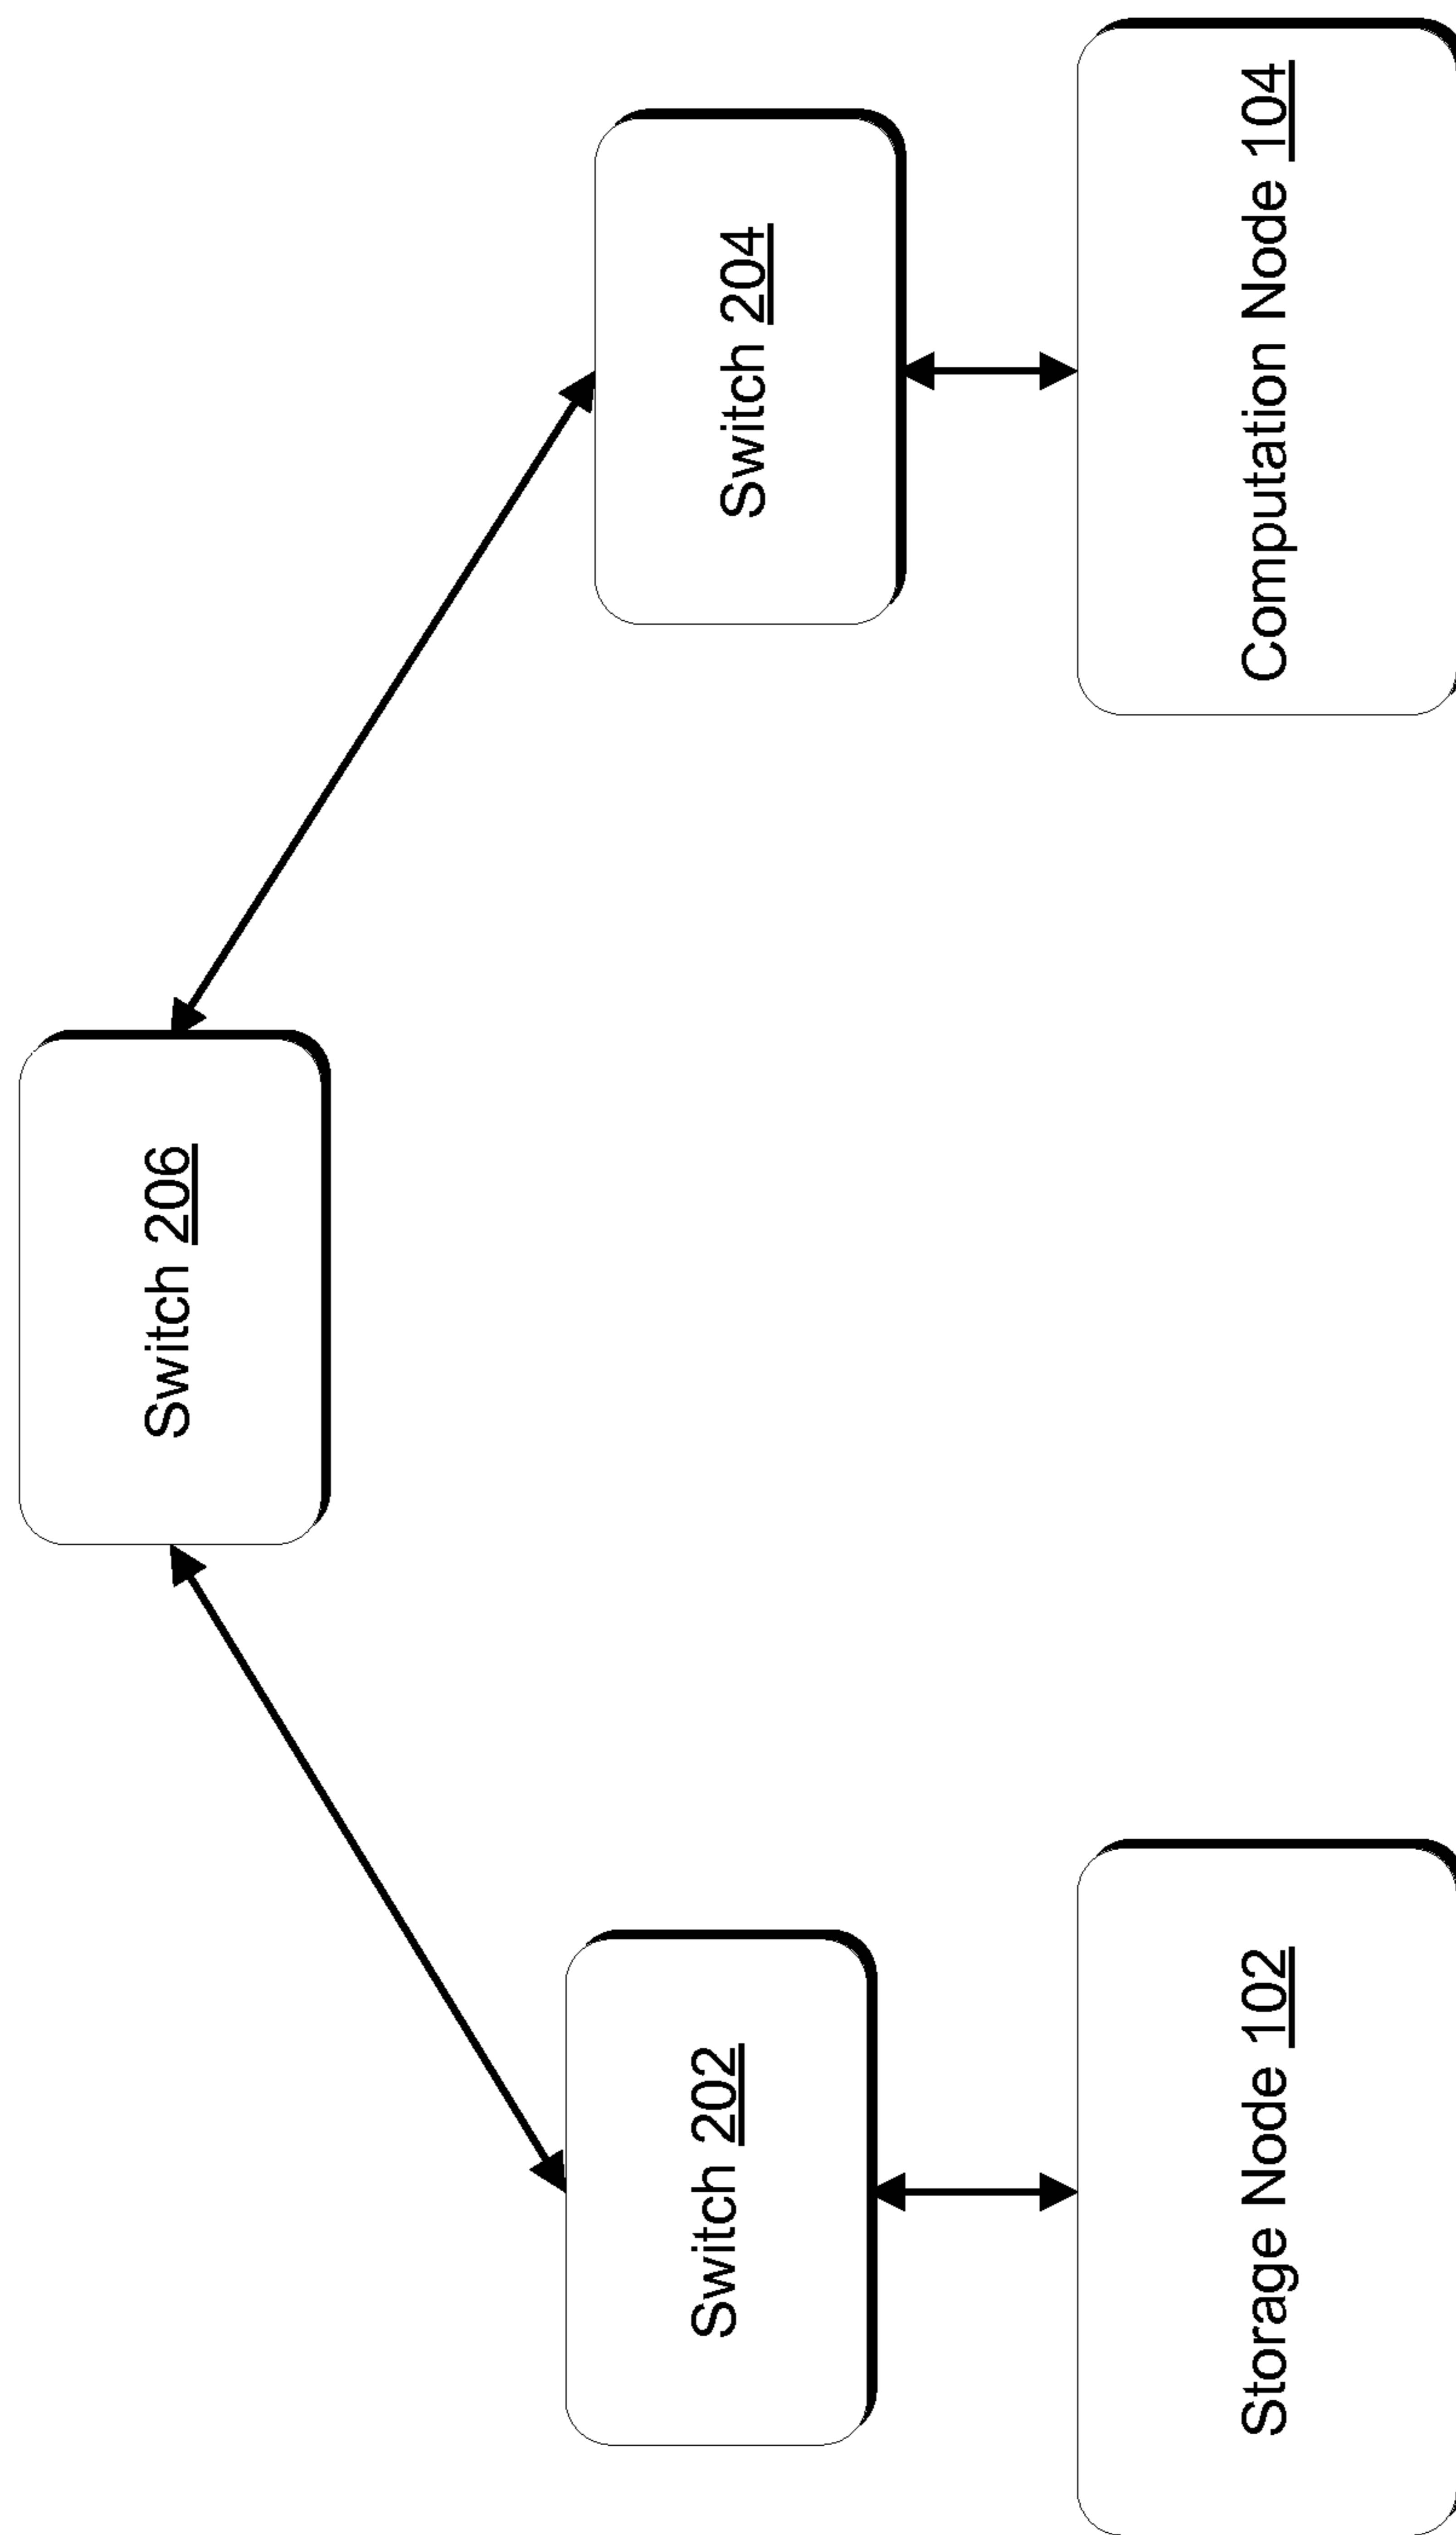 Switch 206
Switch 202
Switch 204
Storage Node 102
Computation Node 104